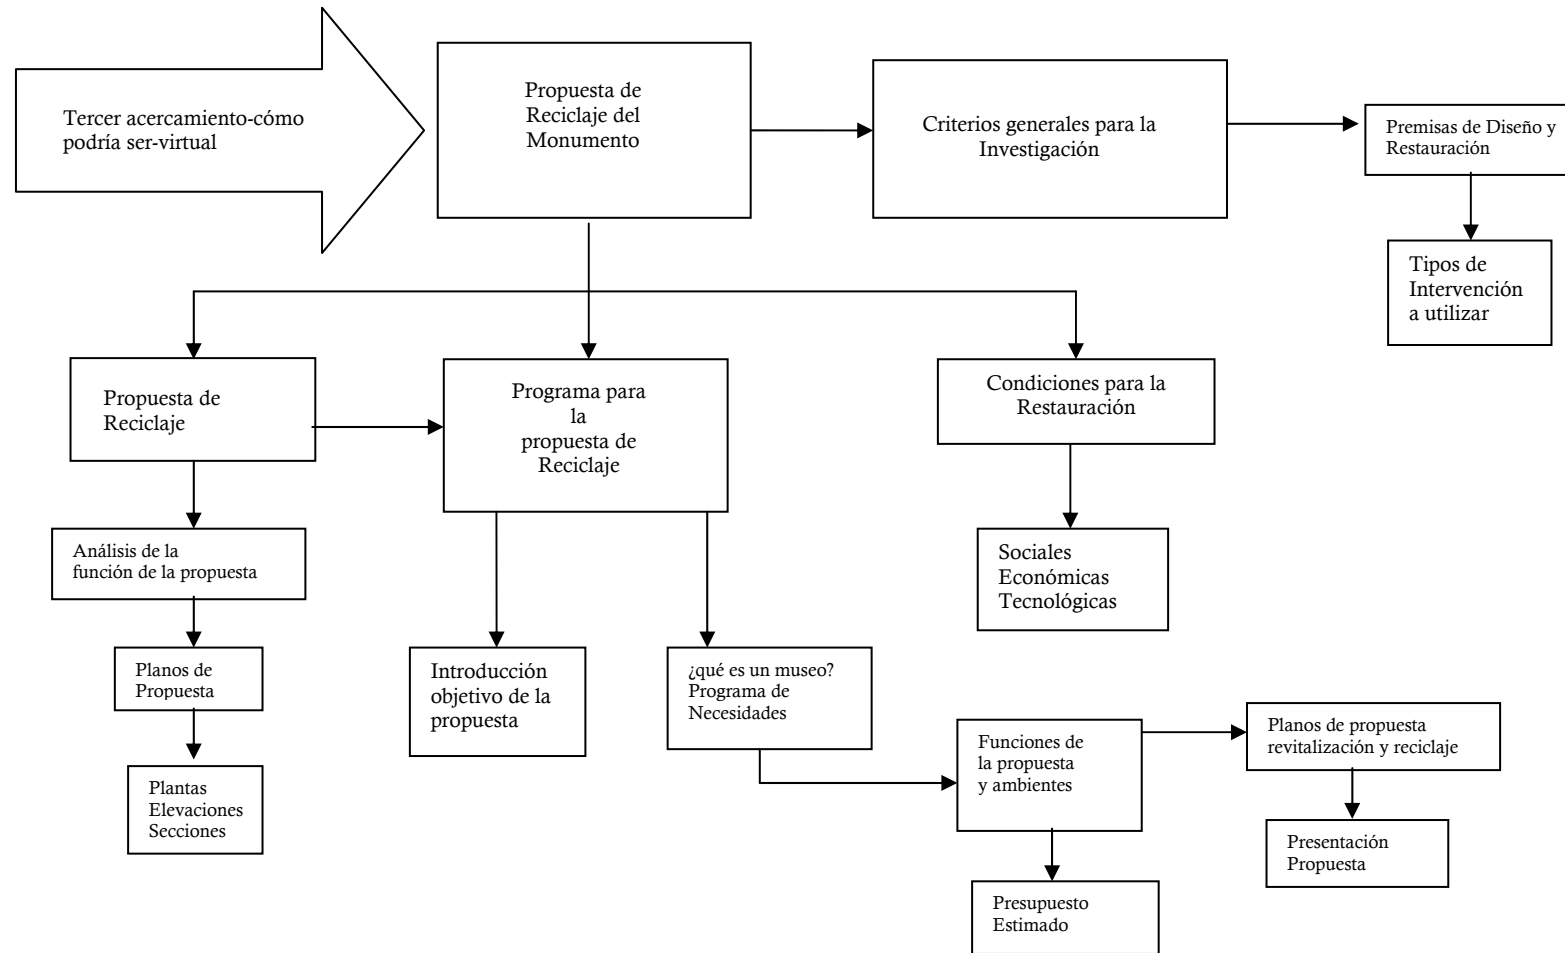 Tercer acercamiento-cómo
podría ser-virtual
Propuesta de
Reciclaje del
Monumento
Criterios generales para la
Investigación
Premisas de Diseño y
Restauración
Tipos de
Intervención
a utilizar
Propuesta de
Reciclaje
Programa para
la
propuesta de
Reciclaje
Condiciones para la
Restauración
Análisis de la
función de la propuesta
Sociales
Económicas
Tecnológicas
Planos de
Propuesta
Introducción
objetivo de la
propuesta
¿qué es un museo?
Programa de
Necesidades
Funciones de
la propuesta
y ambientes
Planos de propuesta
revitalización y reciclaje
Plantas
Elevaciones
Secciones
Presentación
Propuesta
Presupuesto
Estimado